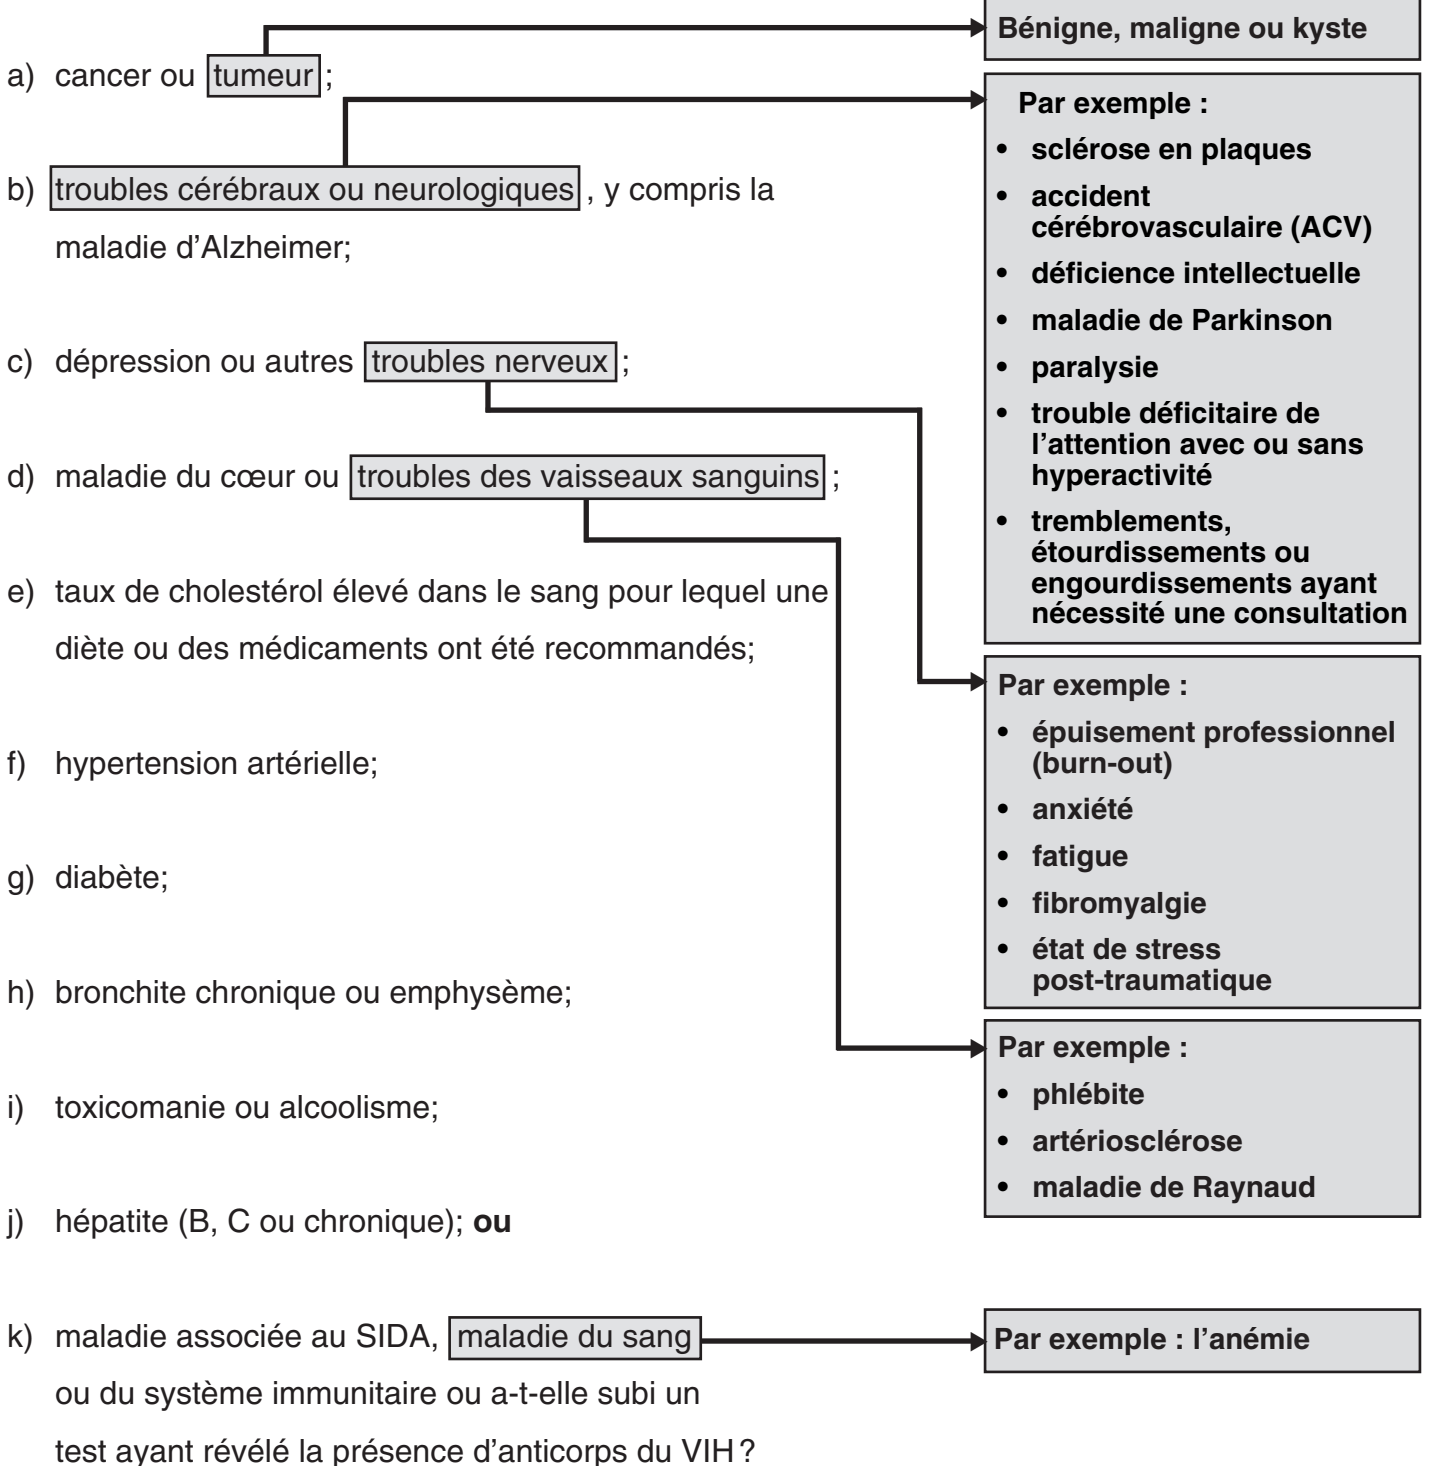 Bénigne, maligne ou kyste
a) cancer ou tumeur ;
Par exemple :
• sclérose en plaques
• accident
cérébrovasculaire (ACV)
• déficience intellectuelle
• maladie de Parkinson
• paralysie
• trouble déficitaire de
l'attention avec ou sans
hyperactivité
• tremblements,
étourdissements ou
engourdissements ayant
nécessité une consultation
b) troubles cérébraux ou neurologiques , y compris la
maladie d'Alzheimer;
c) dépression ou autres troubles nerveux ;
Par exemple :
• épuisement professionnel
(burn-out)
• anxiété
• fatigue
• fibromyalgie
• état de stress
post-traumatique
d) maladie du cœur ou troubles des vaisseaux sanguins ;
Par exemple :
• phlébite
• artériosclérose
• maladie de Raynaud
e) taux de cholestérol élevé dans le sang pour lequel une
diète ou des médicaments ont été recommandés;
f) hypertension artérielle;
g) diabète;
h) bronchite chronique ou emphysème;
i) toxicomanie ou alcoolisme;
j) hépatite (B, C ou chronique); ou
k) maladie associée au SIDA, maladie du sang
Par exemple : l'anémie
ou du système immunitaire ou a-t-elle subi un
test ayant révélé la présence d'anticorps du VIH ?